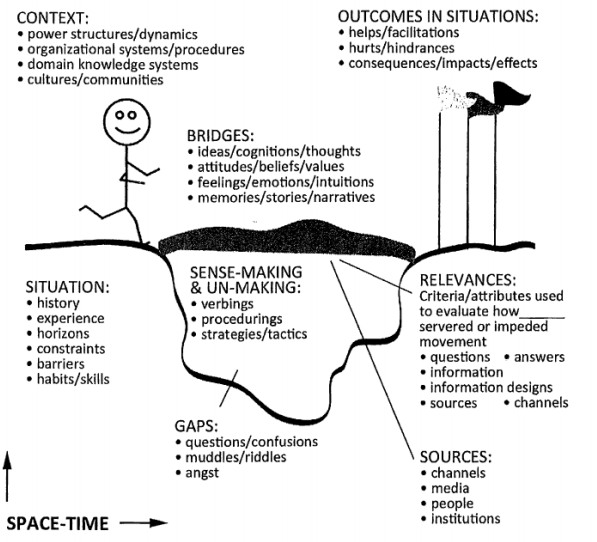 CONTEXT:
• power structures/dynamics
• organizational systems/procedures
• domain knowledge systems
• cultures/communities
OUTCOMES IN SITUATIONS:
• helps/facilitations
• hurts/hindrances
• consequences/impacts/effects
BRIDGES:
• ideas/cognitions/thoughts
• attitudes/beliefs/values
• feelings/emotions/intuitions
• memories/stories/narratives
SITUATION:
• history
• experience
• horizons
• constraints
• barriers
• habits/skills
SENSE-MAKING
& UN-MAKING:
• verbings
• procedurings
• strategies/tactics
RELEVANCES:
Criteria/attributes used
to evaluate how______
servered or impeded
movement
• questions • answers
• information
• information designs
• sources • channels
GAPS:
• questions/confusions
• muddles/riddles
• angst
SOURCES:
• channels
• media
• people
• institutions
SPACE-TIME